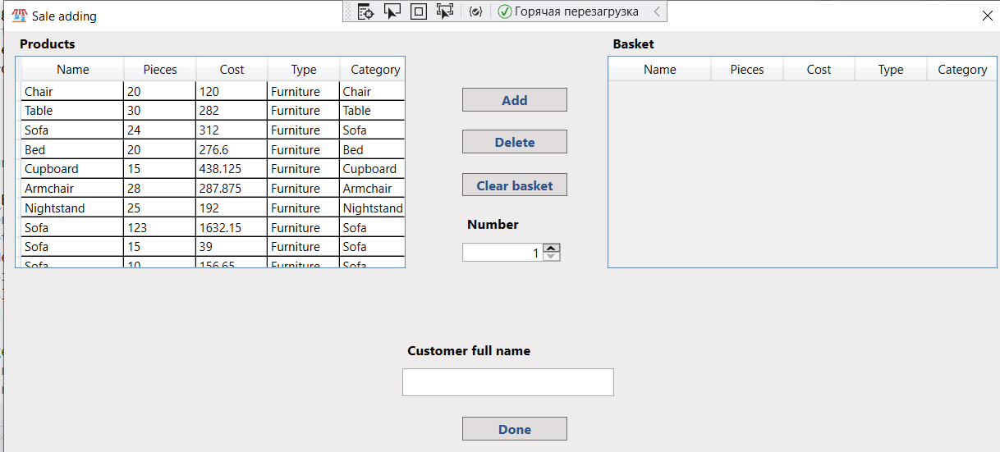 Sale adding
Горячая перезагрузка
Products
Name Pieces Cost Type Category
Chair 20 120 Furniture Chair
Table 30 282 Furniture Table
Sofa 24 312 Furniture Sofa
Bed 20 276.6 Furniture Bed
Cupboard 15 438.125 Furniture Cupboard
Armchair 28 287.875 Furniture Armchair
Nightstand 25 192 Furniture Nightstand
Sofa 123 1632.15 Furniture Sofa
Sofa 15 39 Furniture Sofa
Sofa 10 156.65 Furniture Sofa
Add
Delete
Clear basket
Number
1
Basket
Name Pieces Cost Type Category
Customer full name
Done